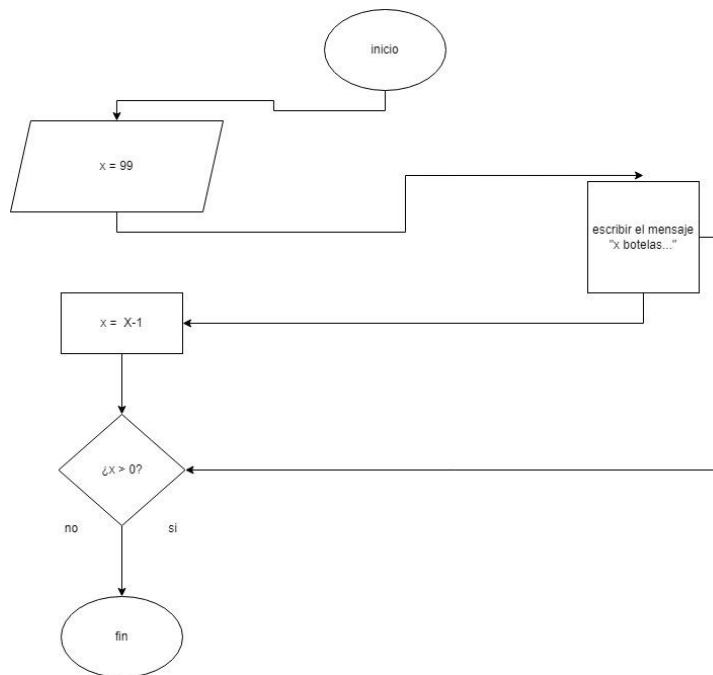 inicio
x = 99
escribir el mensaje
"x botelas..."
x = X-1
¿x > 0?
no
si
fin